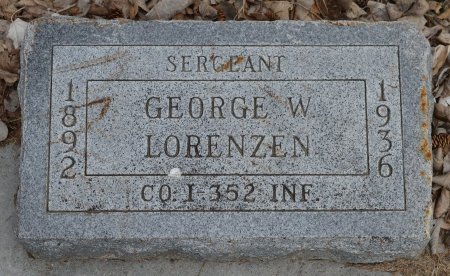 SERGEANT
1892
GEORGE W.
LORENZEN
1936
CO. I-352 INF.